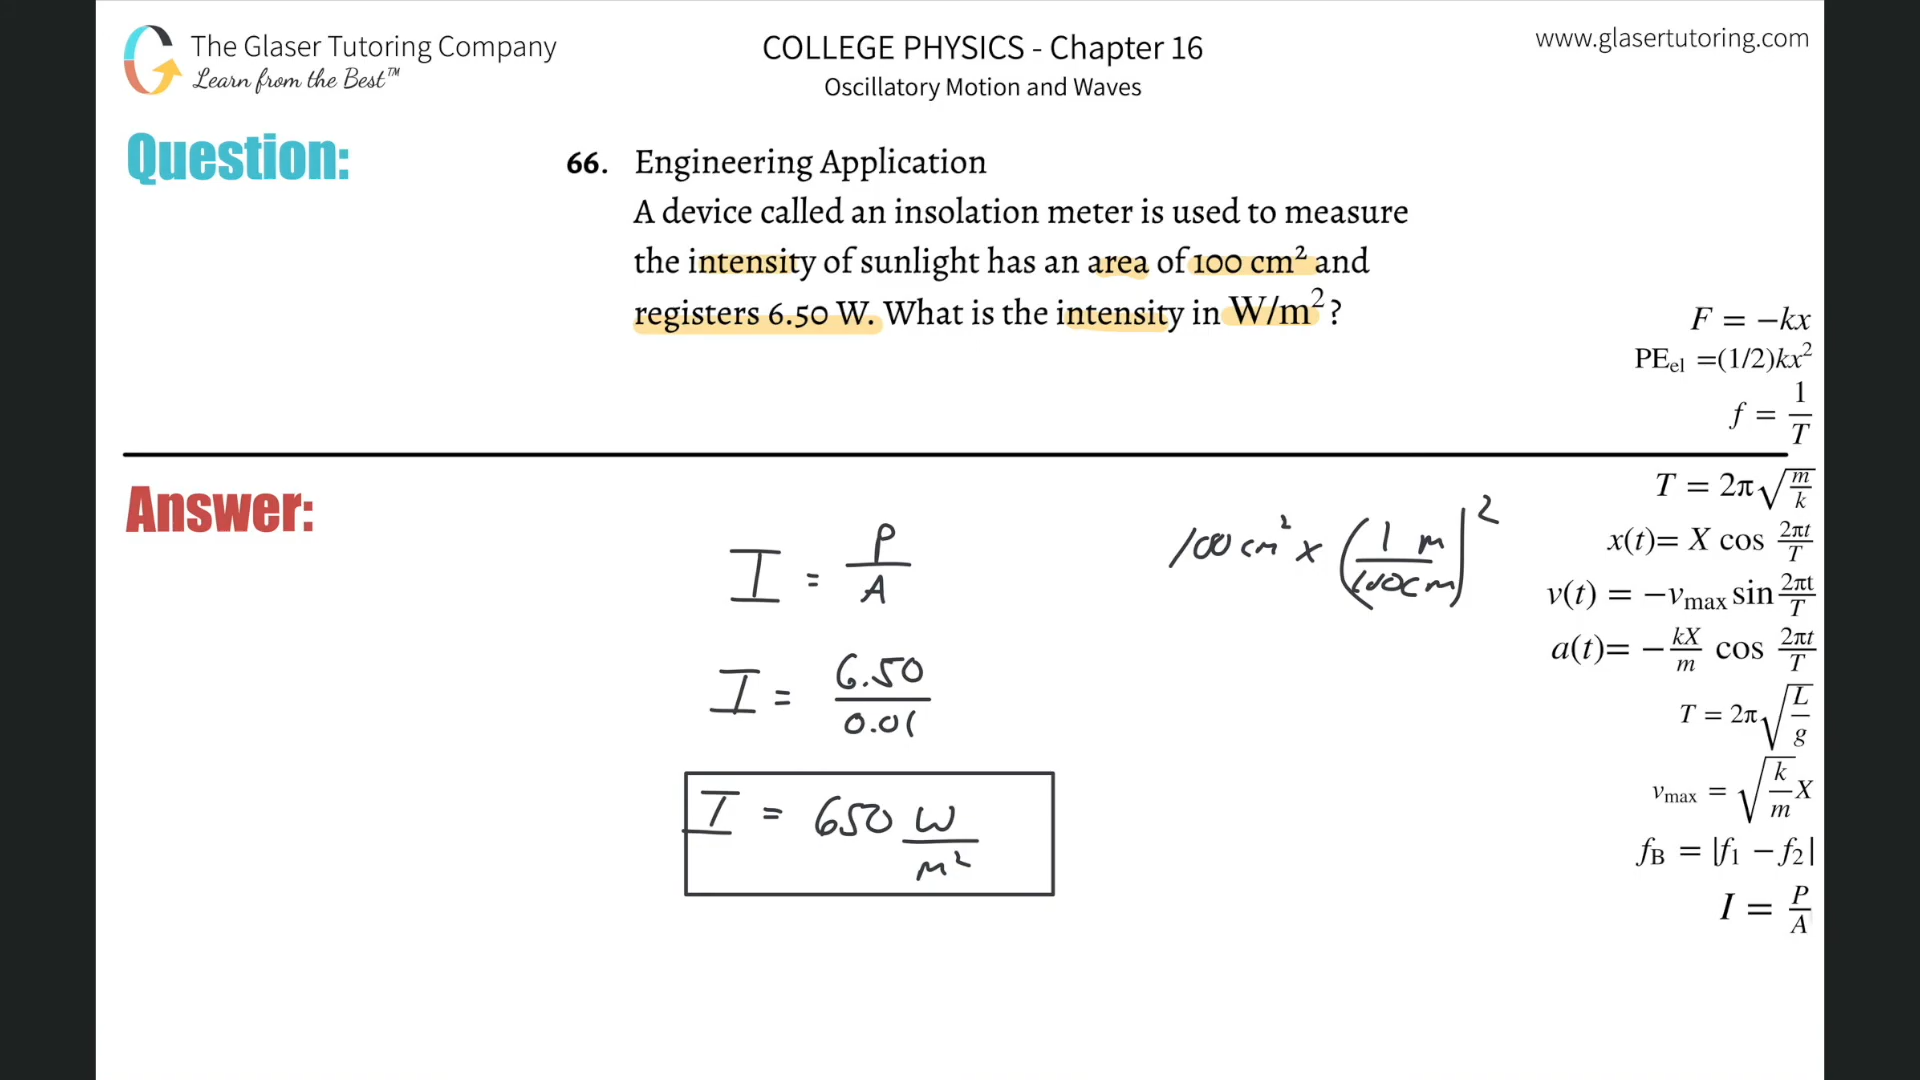 The Glaser Tutoring Company
Learn from the Best™
COLLEGE PHYSICS - Chapter 16
Oscillatory Motion and Waves
www.glasertutoring.com
Question:
66. Engineering Application
A device called an insolation meter is used to measure
the intensity of sunlight has an area of 100 cm² and
registers 6.50 W. What is the intensity in W/m²?
F = −kx
PEel =(1/2)kx²
f = 1/T
Answer:
I = P/A
100 cm² x (1 m/100cm)²
I = 6.50/0.01
I = 650 W/m²
T = 2π√(m/k)
x(t)= X cos 2πt/T
v(t) = −vmax sin 2πt/T
a(t)= − kX/m cos 2πt/T
T = 2π√(L/g)
vmax = √(k/m)X
fB = |f1 − f2|
I = P/A